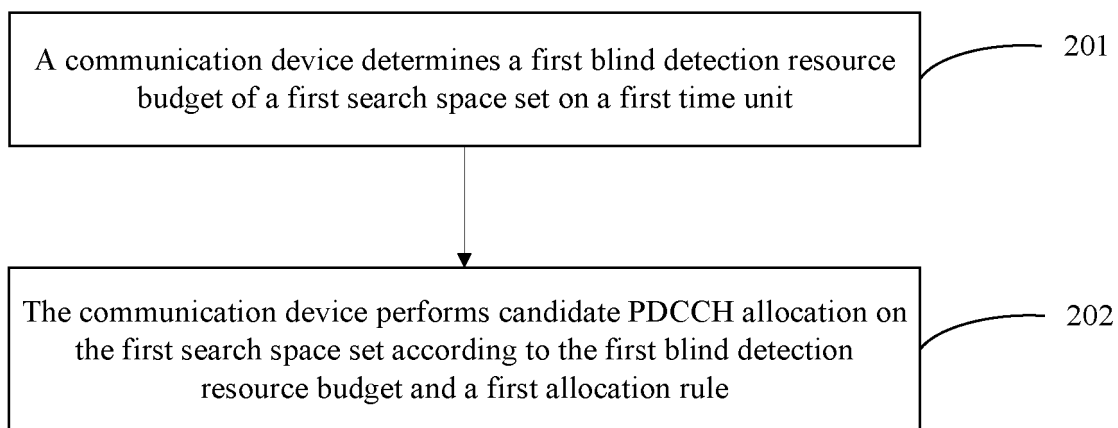 A communication device determines a first blind detection resource
budget of a first search space set on a first time unit
201
The communication device performs candidate PDCCH allocation on
the first search space set according to the first blind detection
resource budget and a first allocation rule
202